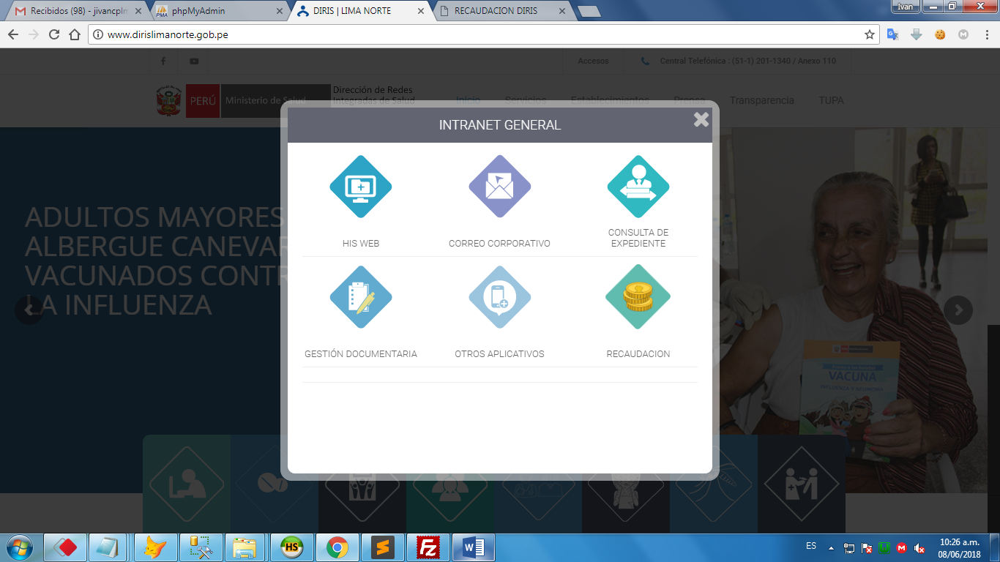 Recibidos (98) - jivancplm
phpMyAdmin
DIRIS | LIMA NORTE
RECAUDACION DIRIS
Ivan
www.dirislimanorte.gob.pe
Accesos
Central Telefónica : (51-1) 201-1340 / Anexo 110
PERÚ
Ministerio de Salud
Dirección de Redes
Integradas de Salud
Inicio
Servicios
Establecimientos
Prensa
Transparencia
TUPA
INTRANET GENERAL
ADULTOS MAYORES
ALBERGUE CANEVAR
VACUNADOS CONTR
LA INFLUENZA
HIS WEB
CORREO CORPORATIVO
CONSULTA DE
EXPEDIENTE
GESTIÓN DOCUMENTARIA
OTROS APLICATIVOS
RECAUDACION
VACUNA
INFLUENZA Y NEUMONÍA
HS
ES
10:26 a.m.
08/06/2018